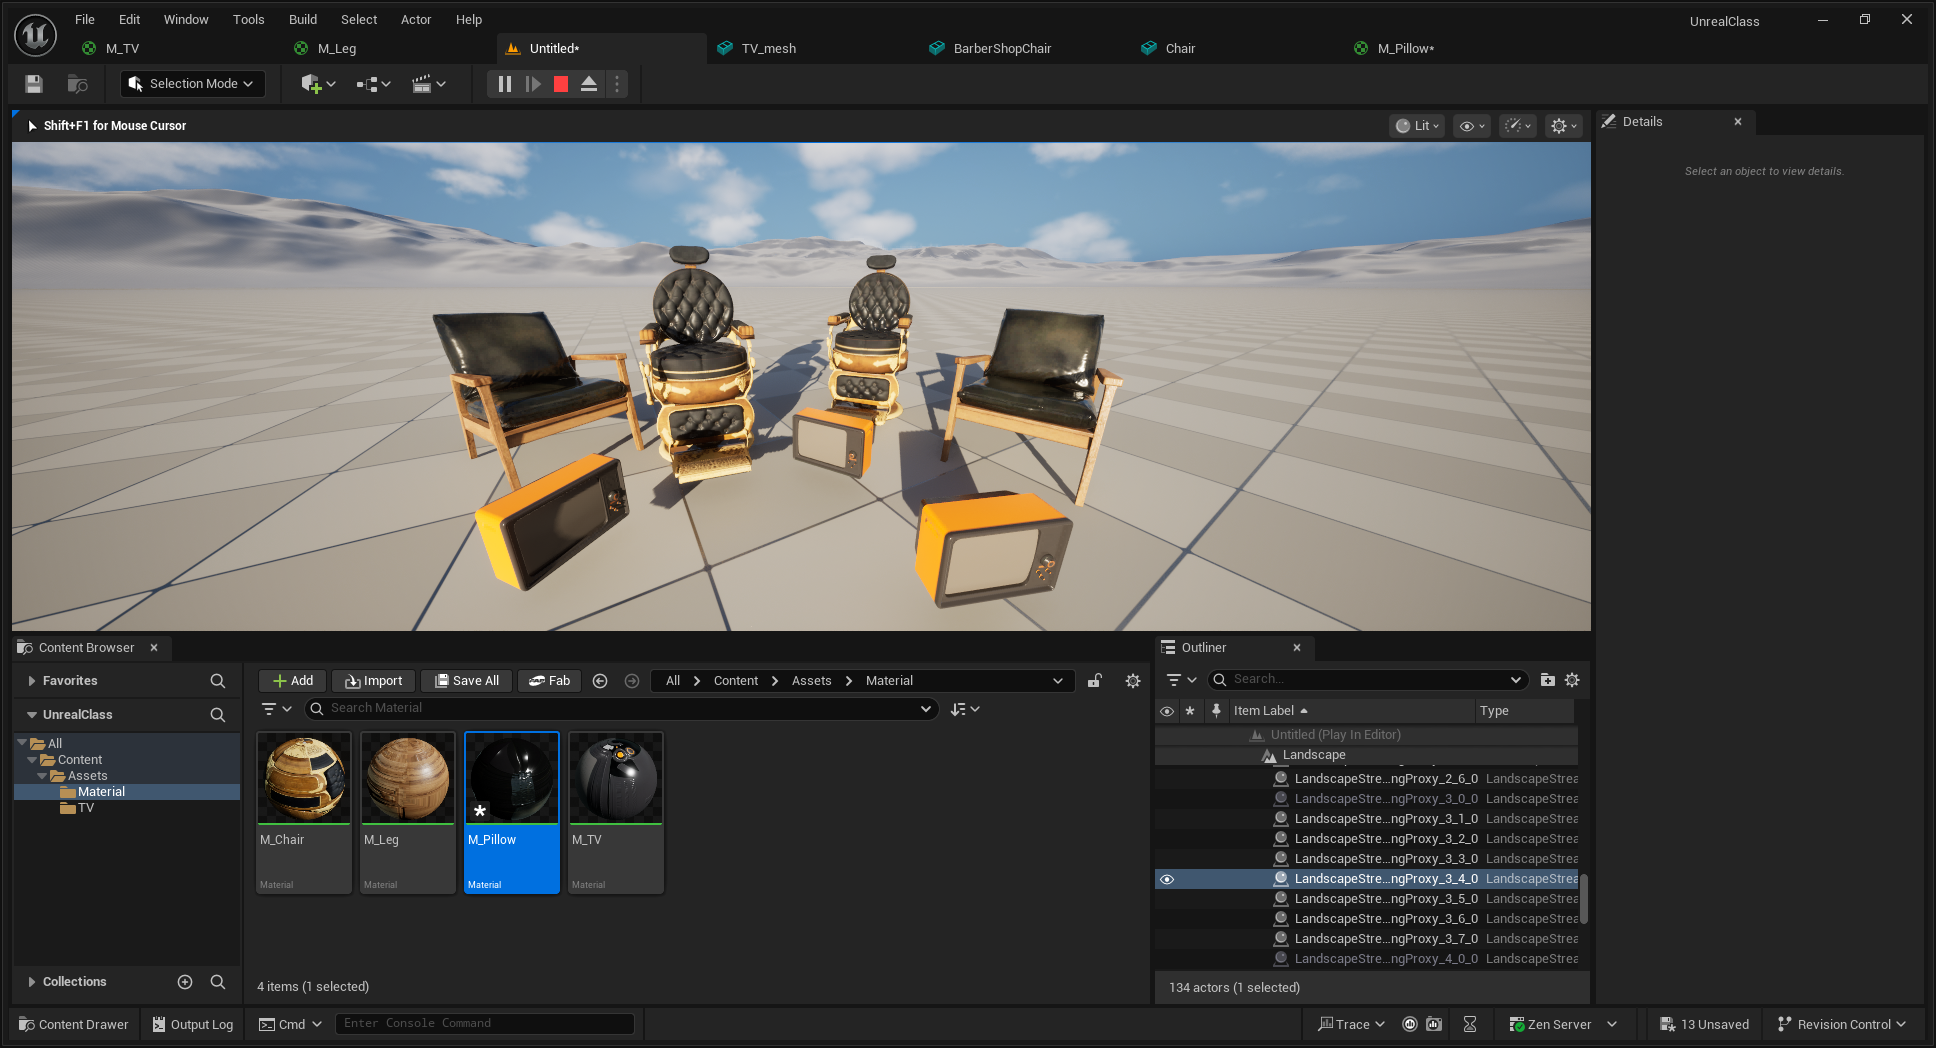 File Edit Window Tools Build Select Actor Help
UnrealClass
M_TV
M_Leg
Untitled*
TV_mesh
BarberShopChair
Chair
M_Pillow*
Selection Mode
Shift+F1 for Mouse Cursor
Lit
Details
Select an object to view details.
Content Browser
Favorites
UnrealClass
All
Content
Assets
Material
TV
Collections
Add
Import
Save All
Fab
All > Content > Assets > Material
Search Material
M_Chair
Material
M_Leg
Material
M_Pillow
Material
M_TV
Material
4 items (1 selected)
Outliner
Search...
Item Label
Type
Untitled (Play In Editor)
Landscape
LandscapeStre...ngProxy_2_6_0 LandscapeStrea
LandscapeStre...ngProxy_3_0_0 LandscapeStrea
LandscapeStre...ngProxy_3_1_0 LandscapeStrea
LandscapeStre...ngProxy_3_2_0 LandscapeStrea
LandscapeStre...ngProxy_3_3_0 LandscapeStrea
LandscapeStre...ngProxy_3_4_0 LandscapeStrea
LandscapeStre...ngProxy_3_5_0 LandscapeStrea
LandscapeStre...ngProxy_3_6_0 LandscapeStrea
LandscapeStre...ngProxy_3_7_0 LandscapeStrea
LandscapeStre...ngProxy_4_0_0 LandscapeStrea
134 actors (1 selected)
Content Drawer
Output Log
Cmd
Enter Console Command
Trace
Zen Server
13 Unsaved
Revision Control